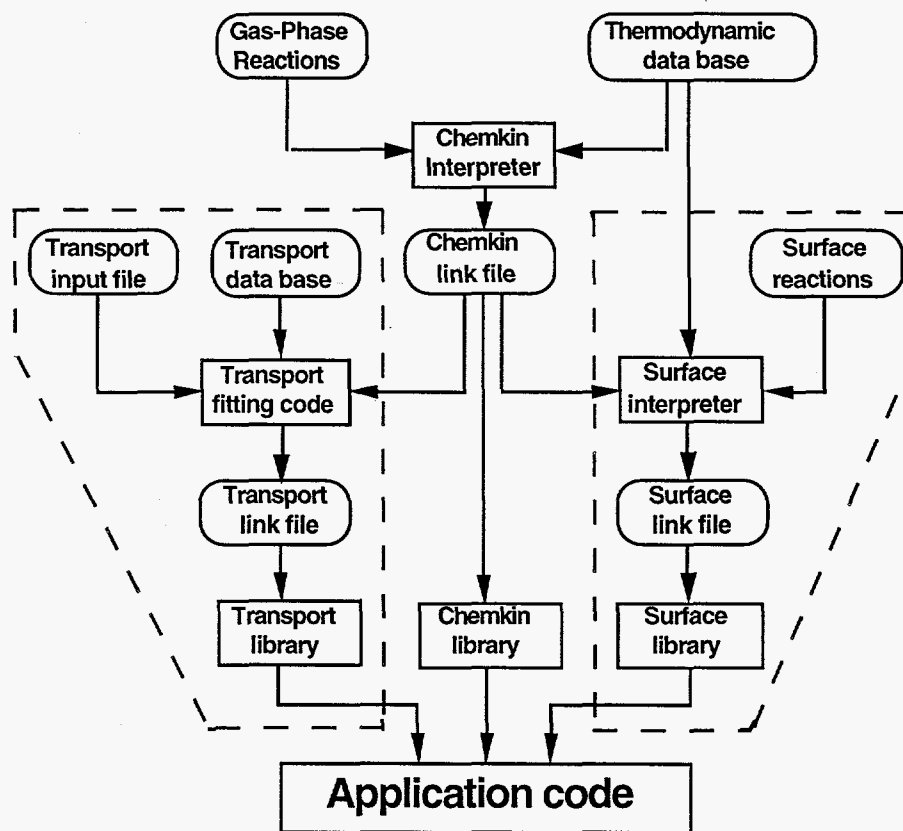 Gas-Phase
Reactions
Thermodynamic
data base
Chemkin
Interpreter
Transport
input file
Transport
data base
Chemkin
link file
Surface
reactions
Transport
fitting code
Surface
interpreter
Transport
link file
Surface
link file
Transport
library
Chemkin
library
Surface
library
Application code